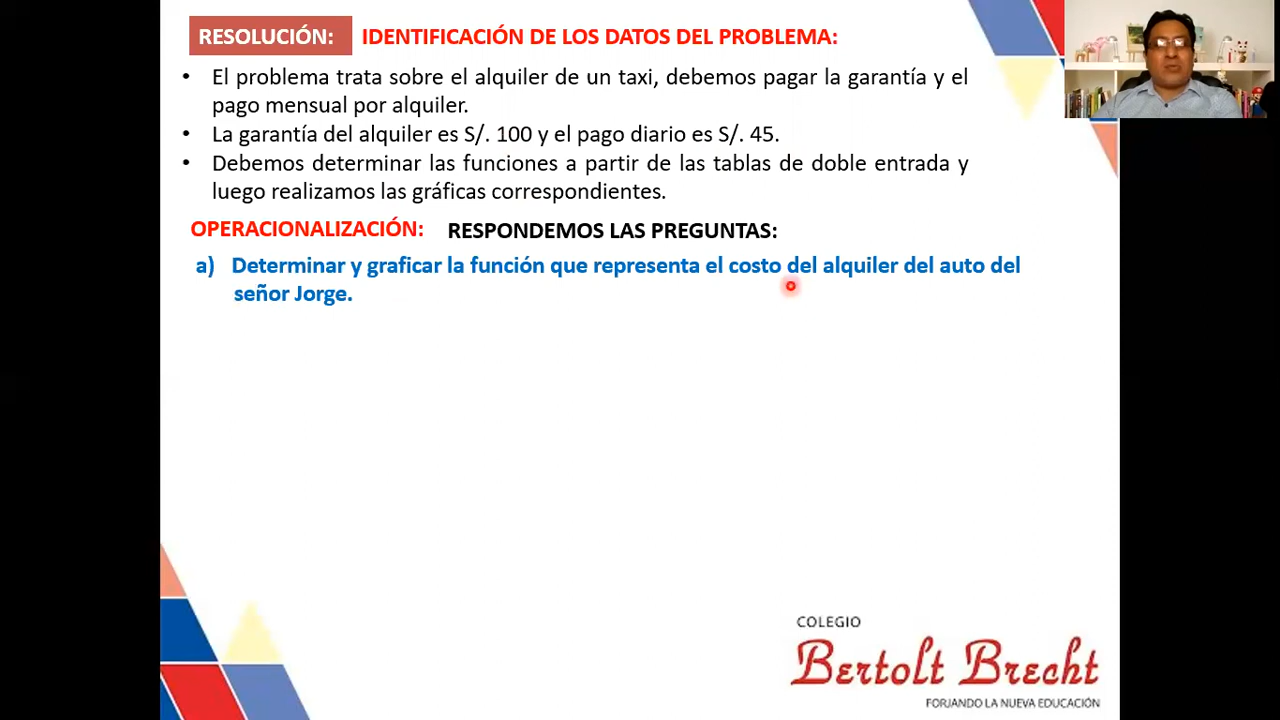 RESOLUCIÓN: IDENTIFICACIÓN DE LOS DATOS DEL PROBLEMA:
• El problema trata sobre el alquiler de un taxi, debemos pagar la garantía y el
pago mensual por alquiler.
• La garantía del alquiler es S/. 100 y el pago diario es S/. 45.
• Debemos determinar las funciones a partir de las tablas de doble entrada y
luego realizamos las gráficas correspondientes.
OPERACIONALIZACIÓN: RESPONDEMOS LAS PREGUNTAS:
a) Determinar y graficar la función que representa el costo del alquiler del auto del
señor Jorge.
COLEGIO
Bertolt Brecht
FORJANDO LA NUEVA EDUCACIÓN